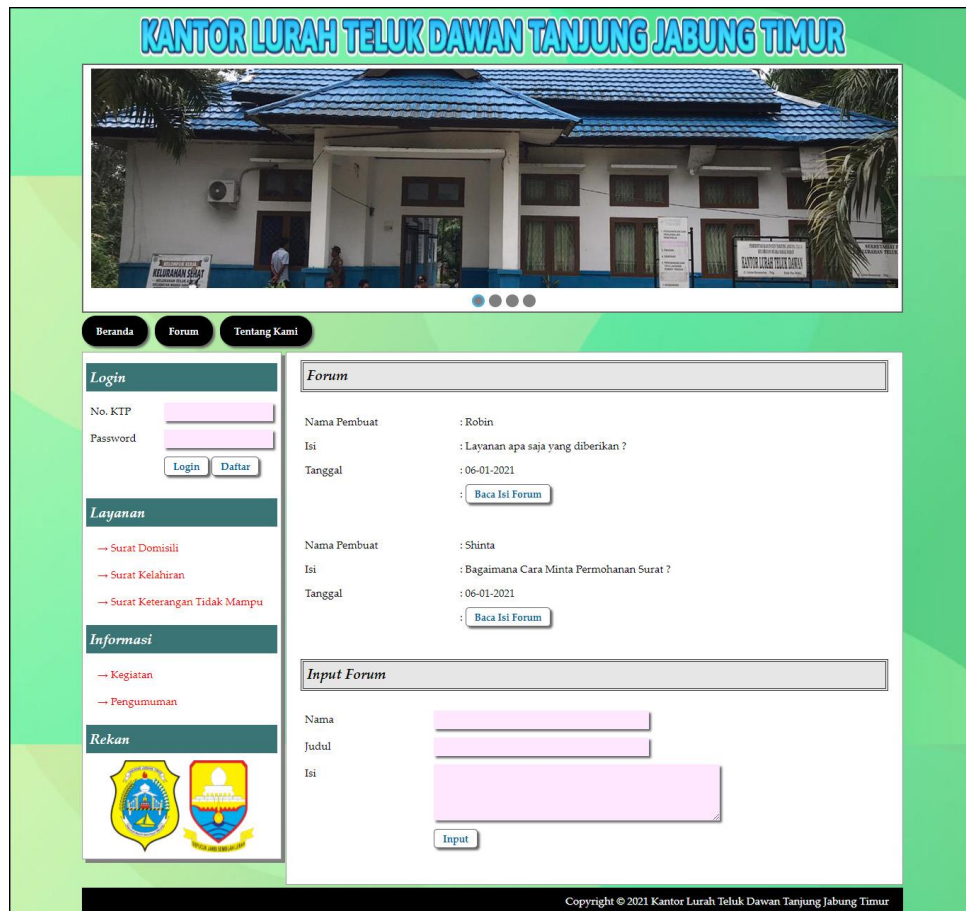 KANTOR LURAH TELUK DAWAN TANJUNG JABUNG TIMUR
KELURAHAN SEHAT
KANTOR LURAH TELUK DAWAN
Beranda Forum Tentang Kami
Login
No. KTP
Password
Login Daftar
Layanan
→ Surat Domisili
→ Surat Kelahiran
→ Surat Keterangan Tidak Mampu
Informasi
→ Kegiatan
→ Pengumuman
Rekan
Forum
Nama Pembuat : Robin
Isi : Layanan apa saja yang diberikan ?
Tanggal : 06-01-2021
: Baca Isi Forum
Nama Pembuat : Shinta
Isi : Bagaimana Cara Minta Permohanan Surat ?
Tanggal : 06-01-2021
: Baca Isi Forum
Input Forum
Nama
Judul
Isi
Input
Copyright © 2021 Kantor Lurah Teluk Dawan Tanjung Jabung Timur